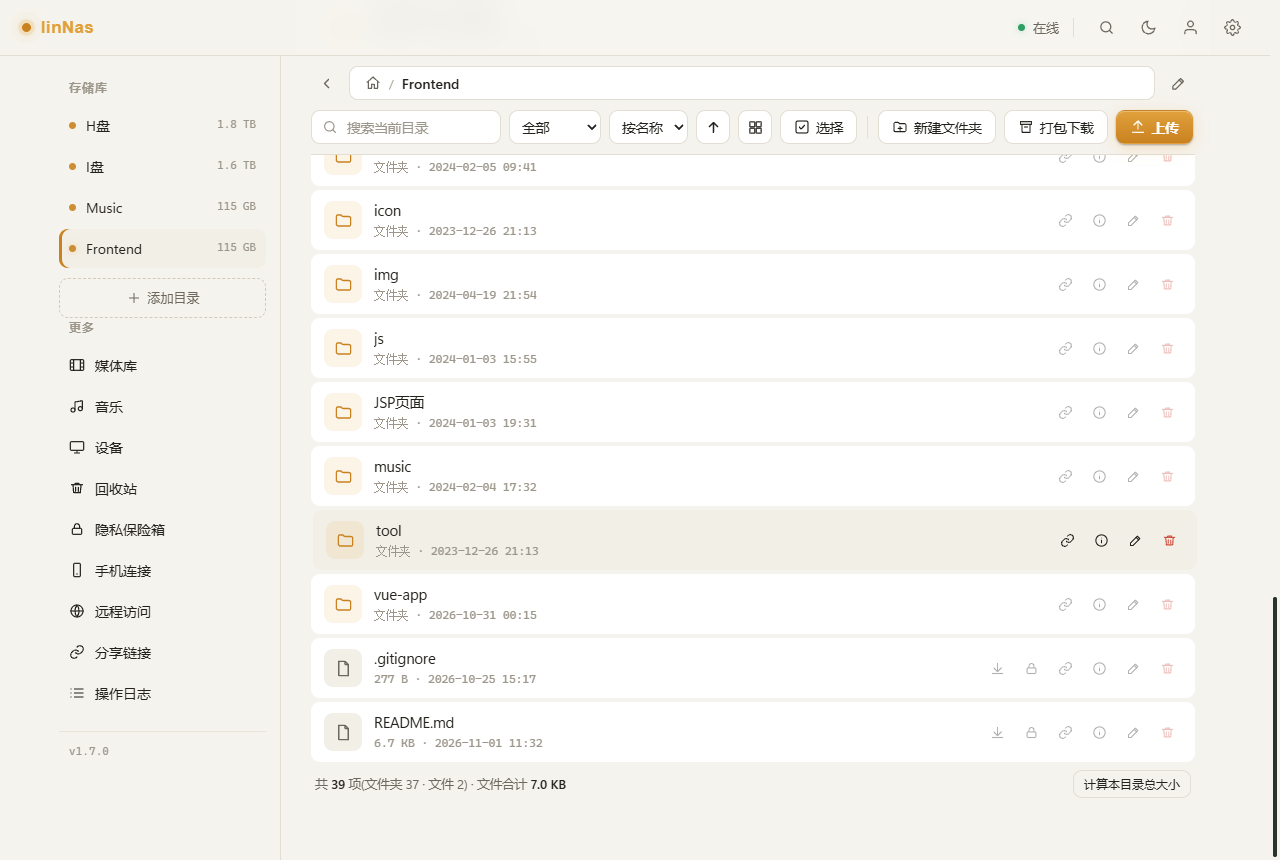 linNas
在线
存储库
H盘 1.8 TB
I盘 1.6 TB
Music 115 GB
Frontend 115 GB
添加目录
更多
媒体库
音乐
设备
回收站
隐私保险箱
手机连接
远程访问
分享链接
操作日志
v1.7.0
/ Frontend
搜索当前目录 全部 按名称 选择 新建文件夹 打包下载 上传
文件夹 · 2024-02-05 09:41
icon
文件夹 · 2023-12-26 21:13
img
文件夹 · 2024-04-19 21:54
js
文件夹 · 2024-01-03 15:55
JSP页面
文件夹 · 2024-01-03 19:31
music
文件夹 · 2024-02-04 17:32
tool
文件夹 · 2023-12-26 21:13
vue-app
文件夹 · 2026-10-31 00:15
.gitignore
277 B · 2026-10-25 15:17
README.md
6.7 KB · 2026-11-01 11:32
共 39 项(文件夹 37 · 文件 2) · 文件合计 7.0 KB
计算本目录总大小